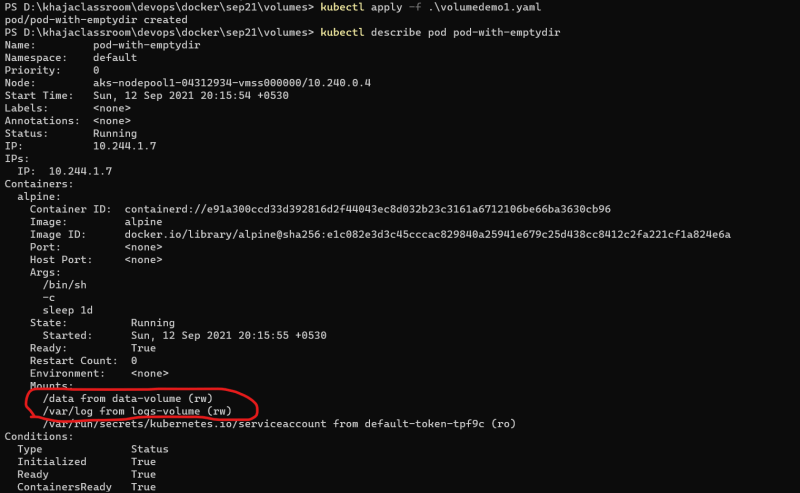 PS D:\khajaclassroom\devops\docker\sep21\volumes> kubectl apply -f .\volumedemo1.yaml
pod/pod-with-emptydir created
PS D:\khajaclassroom\devops\docker\sep21\volumes> kubectl describe pod pod-with-emptydir
Name:         pod-with-emptydir
Namespace:    default
Priority:     0
Node:         aks-nodepool1-04312934-vmss000000/10.240.0.4
Start Time:   Sun, 12 Sep 2021 20:15:54 +0530
Labels:       <none>
Annotations:  <none>
Status:       Running
IP:           10.244.1.7
IPs:
  IP:  10.244.1.7
Containers:
  alpine:
    Container ID:  containerd://e91a300ccd33d392816d2f44043ec8d032b23c3161a6712106be66ba3630cb96
    Image:         alpine
    Image ID:      docker.io/library/alpine@sha256:e1c082e3d3c45cccac829840a25941e679c25d438cc8412c2fa221cf1a824e6a
    Port:          <none>
    Host Port:     <none>
    Args:
      /bin/sh
      -c
      sleep 1d
    State:          Running
      Started:      Sun, 12 Sep 2021 20:15:55 +0530
    Ready:          True
    Restart Count:  0
    Environment:    <none>
    Mounts:
      /data from data-volume (rw)
      /var/log from logs-volume (rw)
      /var/run/secrets/kubernetes.io/serviceaccount from default-token-tpf9c (ro)
Conditions:
  Type              Status
  Initialized       True
  Ready             True
  ContainersReady   True